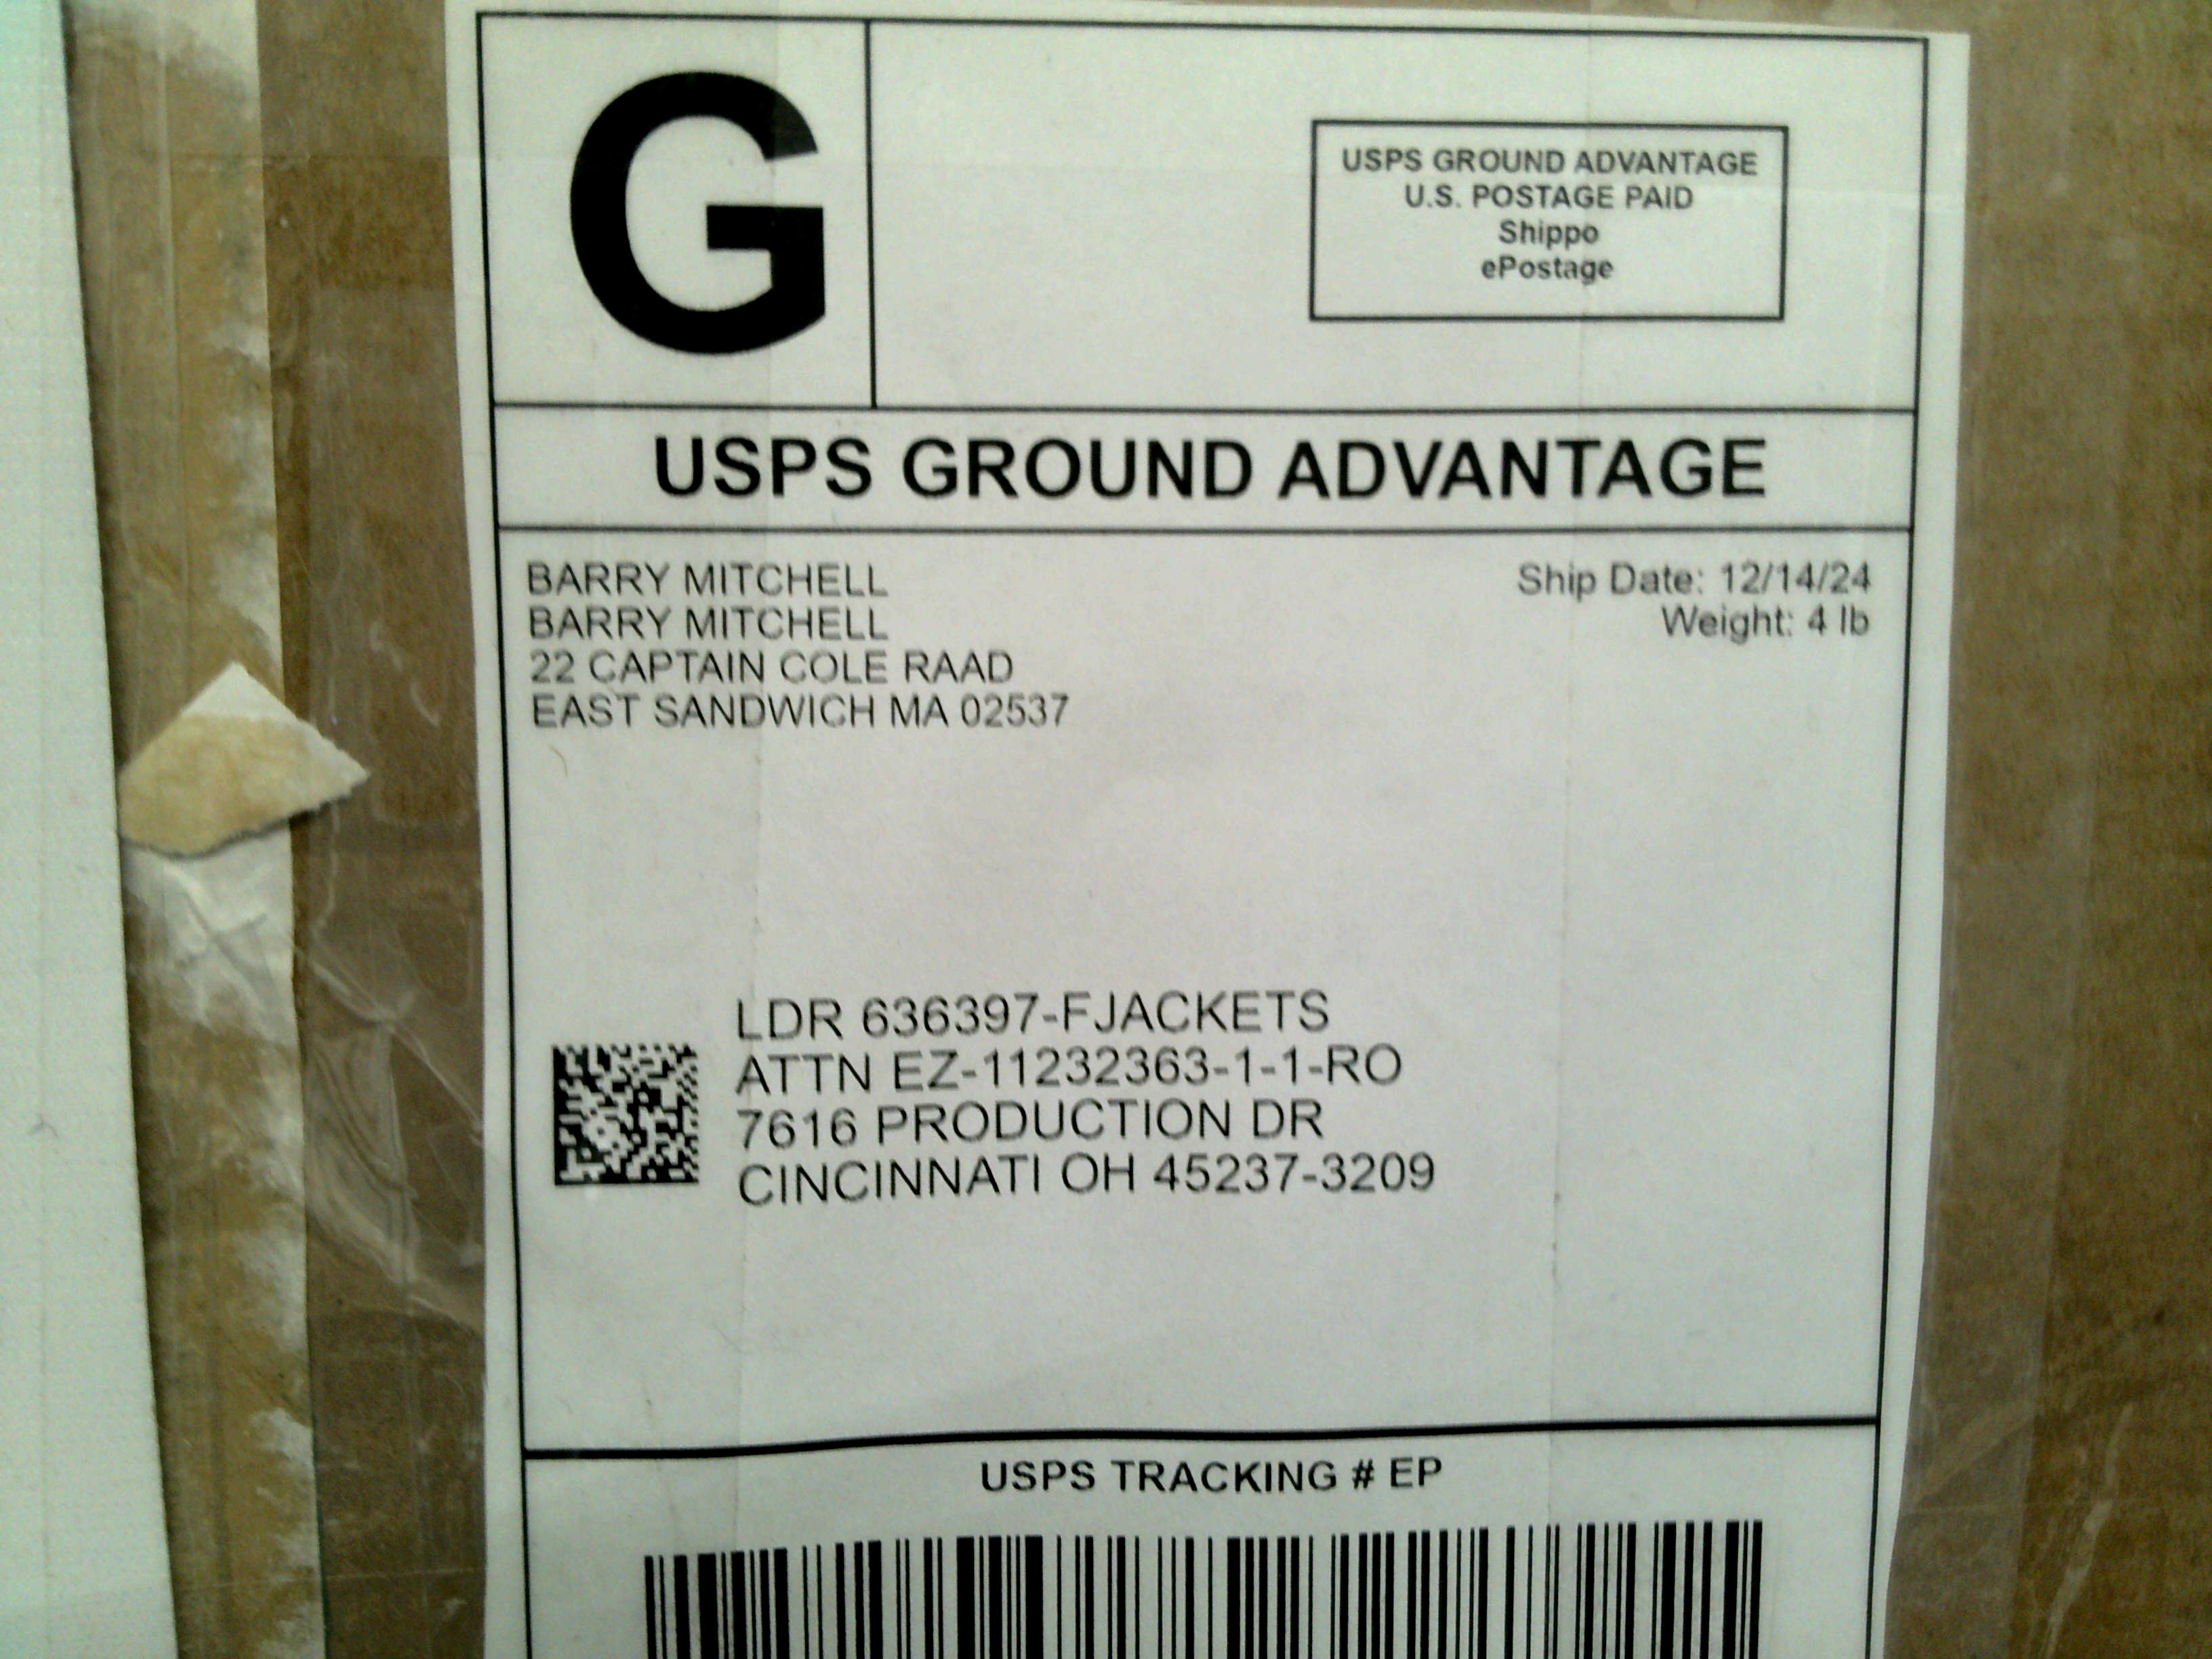 G
USPS GROUND ADVANTAGE
U.S. POSTAGE PAID
Shippo
ePostage
USPS GROUND ADVANTAGE
BARRY MITCHELL
BARRY MITCHELL
22 CAPTAIN COLE RAAD
EAST SANDWICH MA 02537
Ship Date: 12/14/24
Weight: 4 lb
LDR 636397-FJACKETS
ATTN EZ-11232363-1-1-RO
7616 PRODUCTION DR
CINCINNATI OH 45237-3209
USPS TRACKING # EP